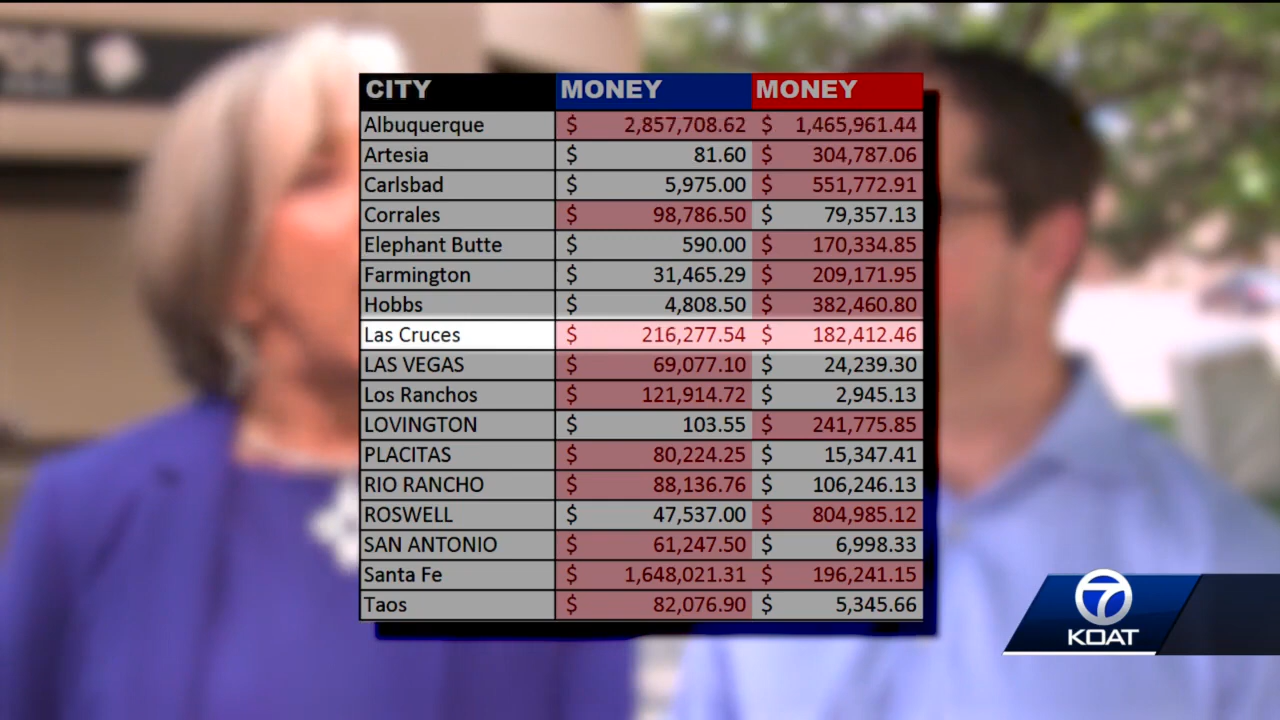 CITY MONEY MONEY
Albuquerque $ 2,857,708.62 $ 1,465,961.44
Artesia $ 81.60 $ 304,787.06
Carlsbad $ 5,975.00 $ 551,772.91
Corrales $ 98,786.50 $ 79,357.13
Elephant Butte $ 590.00 $ 170,334.85
Farmington $ 31,465.29 $ 209,171.95
Hobbs $ 4,808.50 $ 382,460.80
Las Cruces $ 216,277.54 $ 182,412.46
LAS VEGAS $ 69,077.10 $ 24,239.30
Los Ranchos $ 121,914.72 $ 2,945.13
LOVINGTON $ 103.55 $ 241,775.85
PLACITAS $ 80,224.25 $ 15,347.41
RIO RANCHO $ 88,136.76 $ 106,246.13
ROSWELL $ 47,537.00 $ 804,985.12
SAN ANTONIO $ 61,247.50 $ 6,998.33
Santa Fe $ 1,648,021.31 $ 196,241.15
Taos $ 82,076.90 $ 5,345.66
7
KOAT